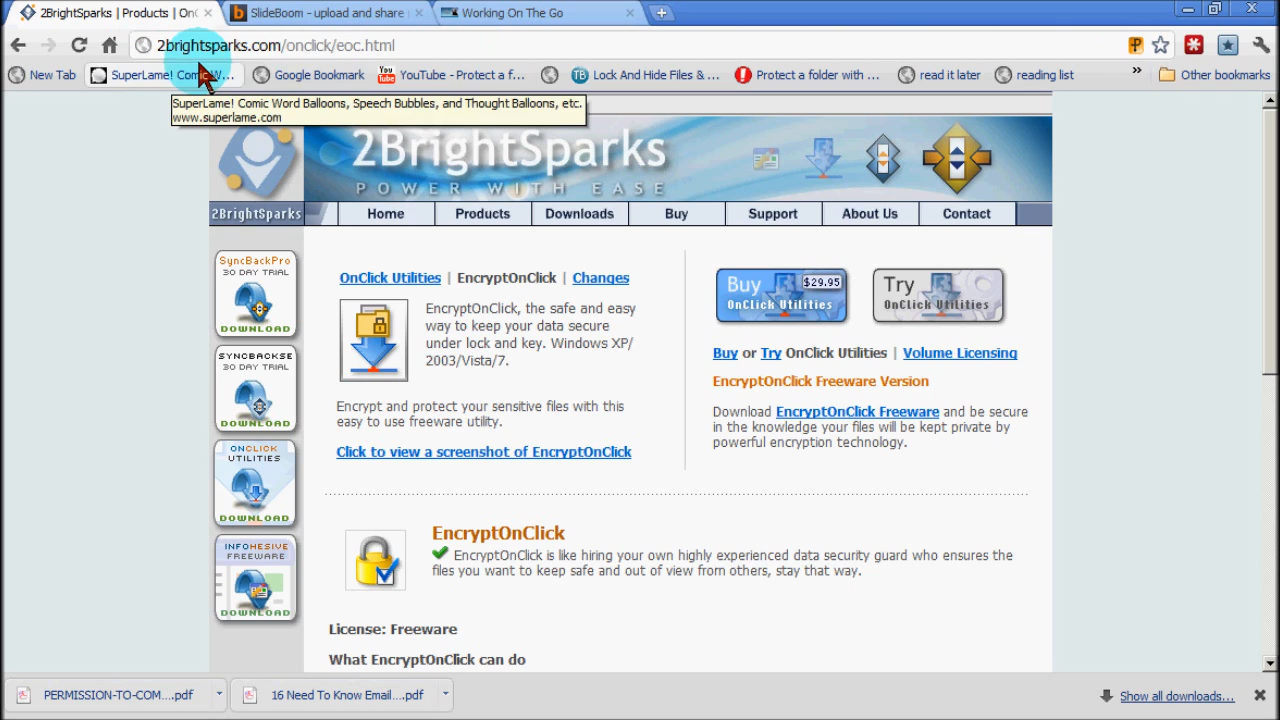 2BrightSparks | Products | On
SlideBoom - upload and share
Working On The Go
2brightsparks.com/onclick/eoc.html
New Tab
SuperLame! Comic W...
Google Bookmark
YouTube - Protect a f...
Lock And Hide Files & ...
Protect a folder with ...
read it later
reading list
Other bookmarks
SuperLame! Comic Word Balloons, Speech Bubbles, and Thought Balloons, etc.
www.superlame.com
2BrightSparks
POWER WITH EASE
2BrightSparks
Home
Products
Downloads
Buy
Support
About Us
Contact
SyncBackPro
30 DAY TRIAL
DOWNLOAD
SYNCBACKSE
30 DAY TRIAL
DOWNLOAD
ONCLICK
UTILITIES
DOWNLOAD
INFOHESIVE
FREEWARE
DOWNLOAD
OnClick Utilities | EncryptOnClick | Changes
EncryptOnClick, the safe and easy
way to keep your data secure
under lock and key. Windows XP/
2003/Vista/7.
Encrypt and protect your sensitive files with this
easy to use freeware utility.
Click to view a screenshot of EncryptOnClick
Buy $29.95
OnClick Utilities
Try
OnClick Utilities
Buy or Try OnClick Utilities | Volume Licensing
EncryptOnClick Freeware Version
Download EncryptOnClick Freeware and be secure
in the knowledge your files will be kept private by
powerful encryption technology.
EncryptOnClick
EncryptOnClick is like hiring your own highly experienced data security guard who ensures the
files you want to keep safe and out of view from others, stay that way.
License: Freeware
What EncryptOnClick can do
PERMISSION-TO-COM....pdf
16 Need To Know Email....pdf
Show all downloads...